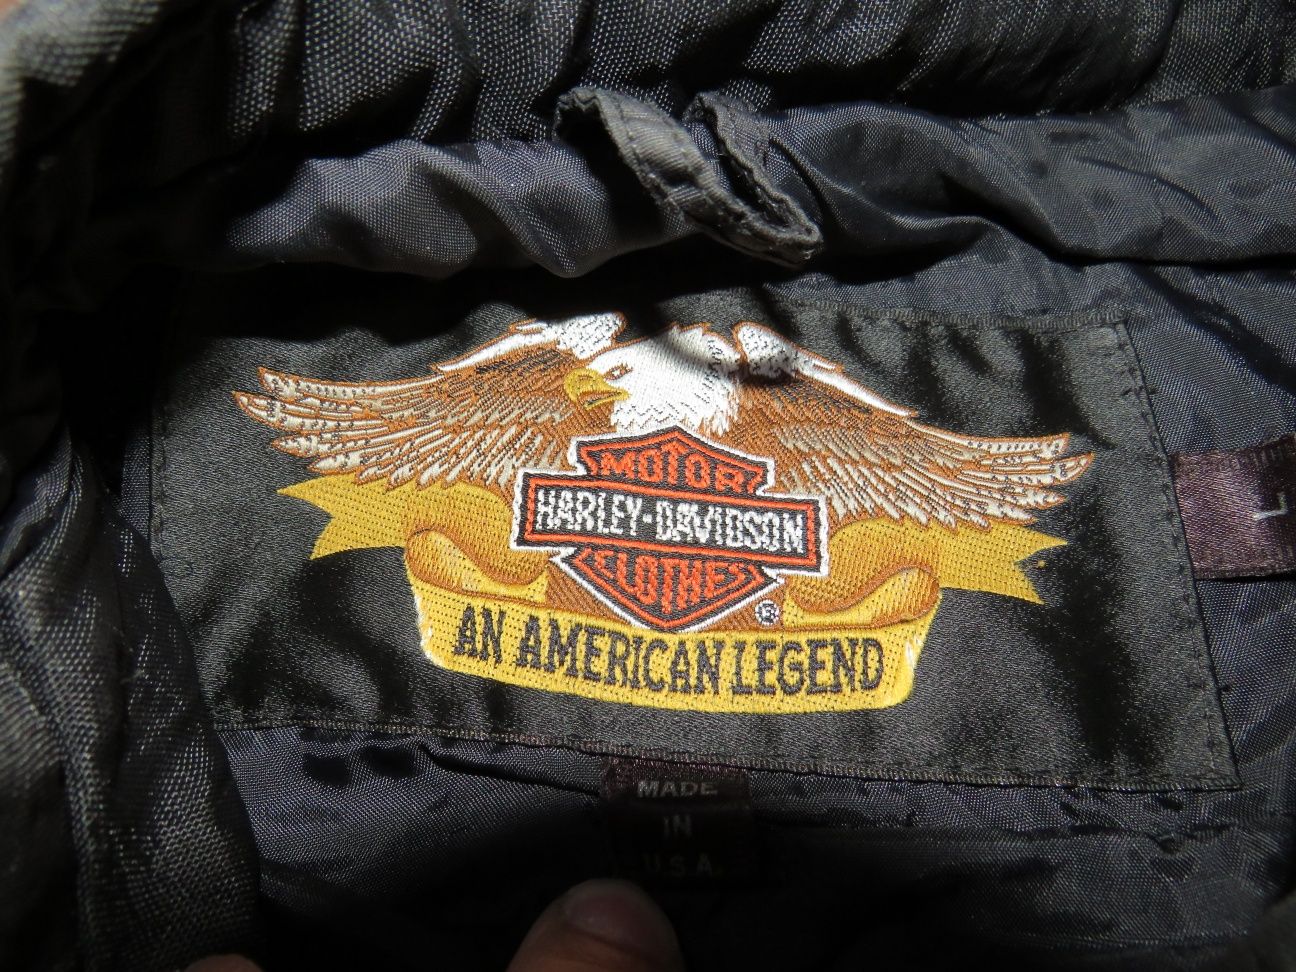 MOTOR
HARLEY-DAVIDSON
CLOTHES
®
AN AMERICAN LEGEND
L
MADE
IN
U.S.A.